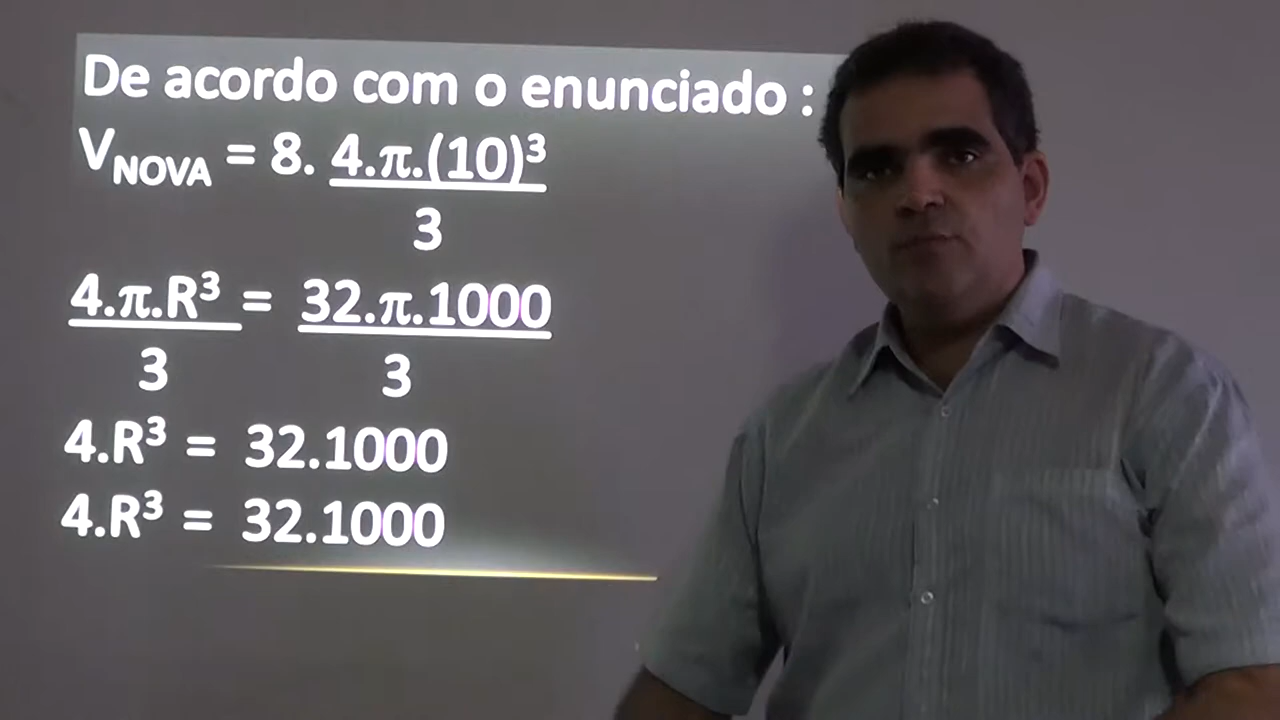 De acordo com o enunciado :
V_NOVA = 8. 4.π.(10)³
3
4.π.R³ = 32.π.1000
3 3
4.R³ = 32.1000
4.R³ = 32.1000